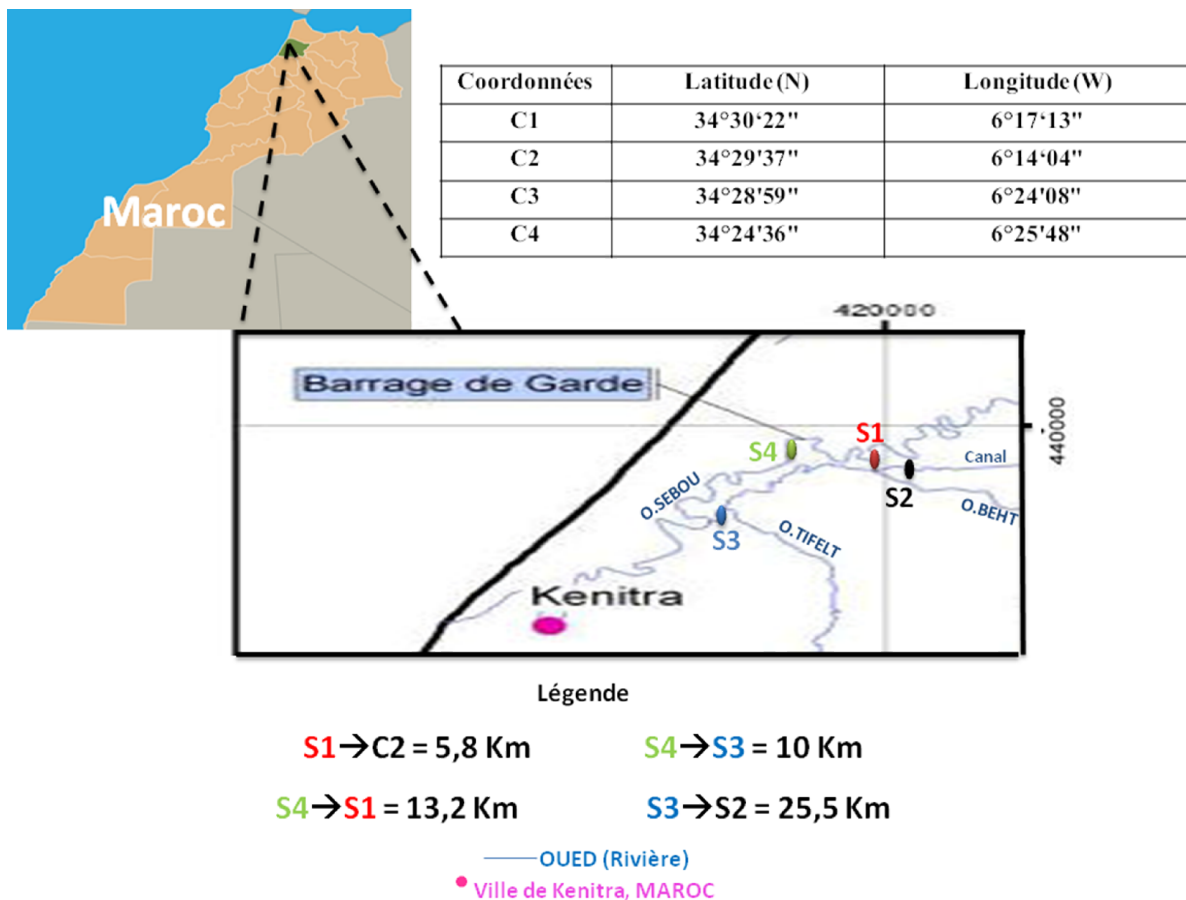 Maroc
Coordonnées Latitude (N) Longitude (W)
C1 34°30‘22" 6°17‘13"
C2 34°29'37" 6°14‘04"
C3 34°28'59" 6°24'08"
C4 34°24'36" 6°25'48"
420000
Barrage de Garde
440000
S4
S1
Canal
S2
O.SEBOU
O.BEHT
S3
O.TIFELT
Kenitra
Légende
S1→C2 = 5,8 Km
S4→S3 = 10 Km
S4→S1 = 13,2 Km
S3→S2 = 25,5 Km
OUED (Rivière)
Ville de Kenitra, MAROC